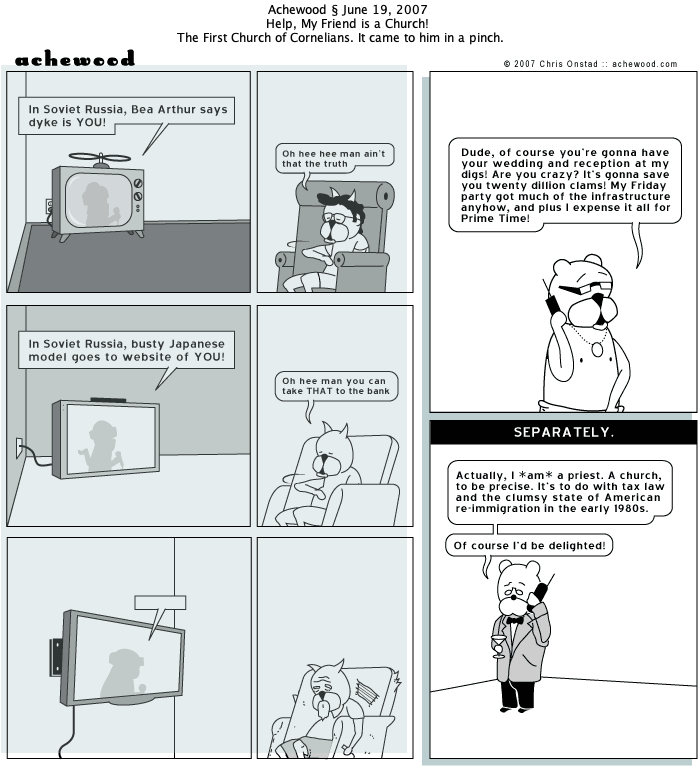 Achewood § June 19, 2007
Help, My Friend is a Church!
The First Church of Cornelians. It came to him in a pinch.
achewood
© 2007 Chris Onstad :: achewood.com
In Soviet Russia, Bea Arthur says
dyke is YOU!
Oh hee hee man ain't
that the truth
In Soviet Russia, busty Japanese
model goes to website of YOU!
Oh hee man you can
take THAT to the bank
Dude, of course you're gonna have
your wedding and reception at my
digs! Are you crazy? It's gonna save
you twenty dillion clams! My Friday
party got much of the infrastructure
anyhow, and plus I expense it all for
Prime Time!
SEPARATELY.
Actually, I *am* a priest. A church,
to be precise. It's to do with tax law
and the clumsy state of American
re-immigration in the early 1980s.
Of course I'd be delighted!